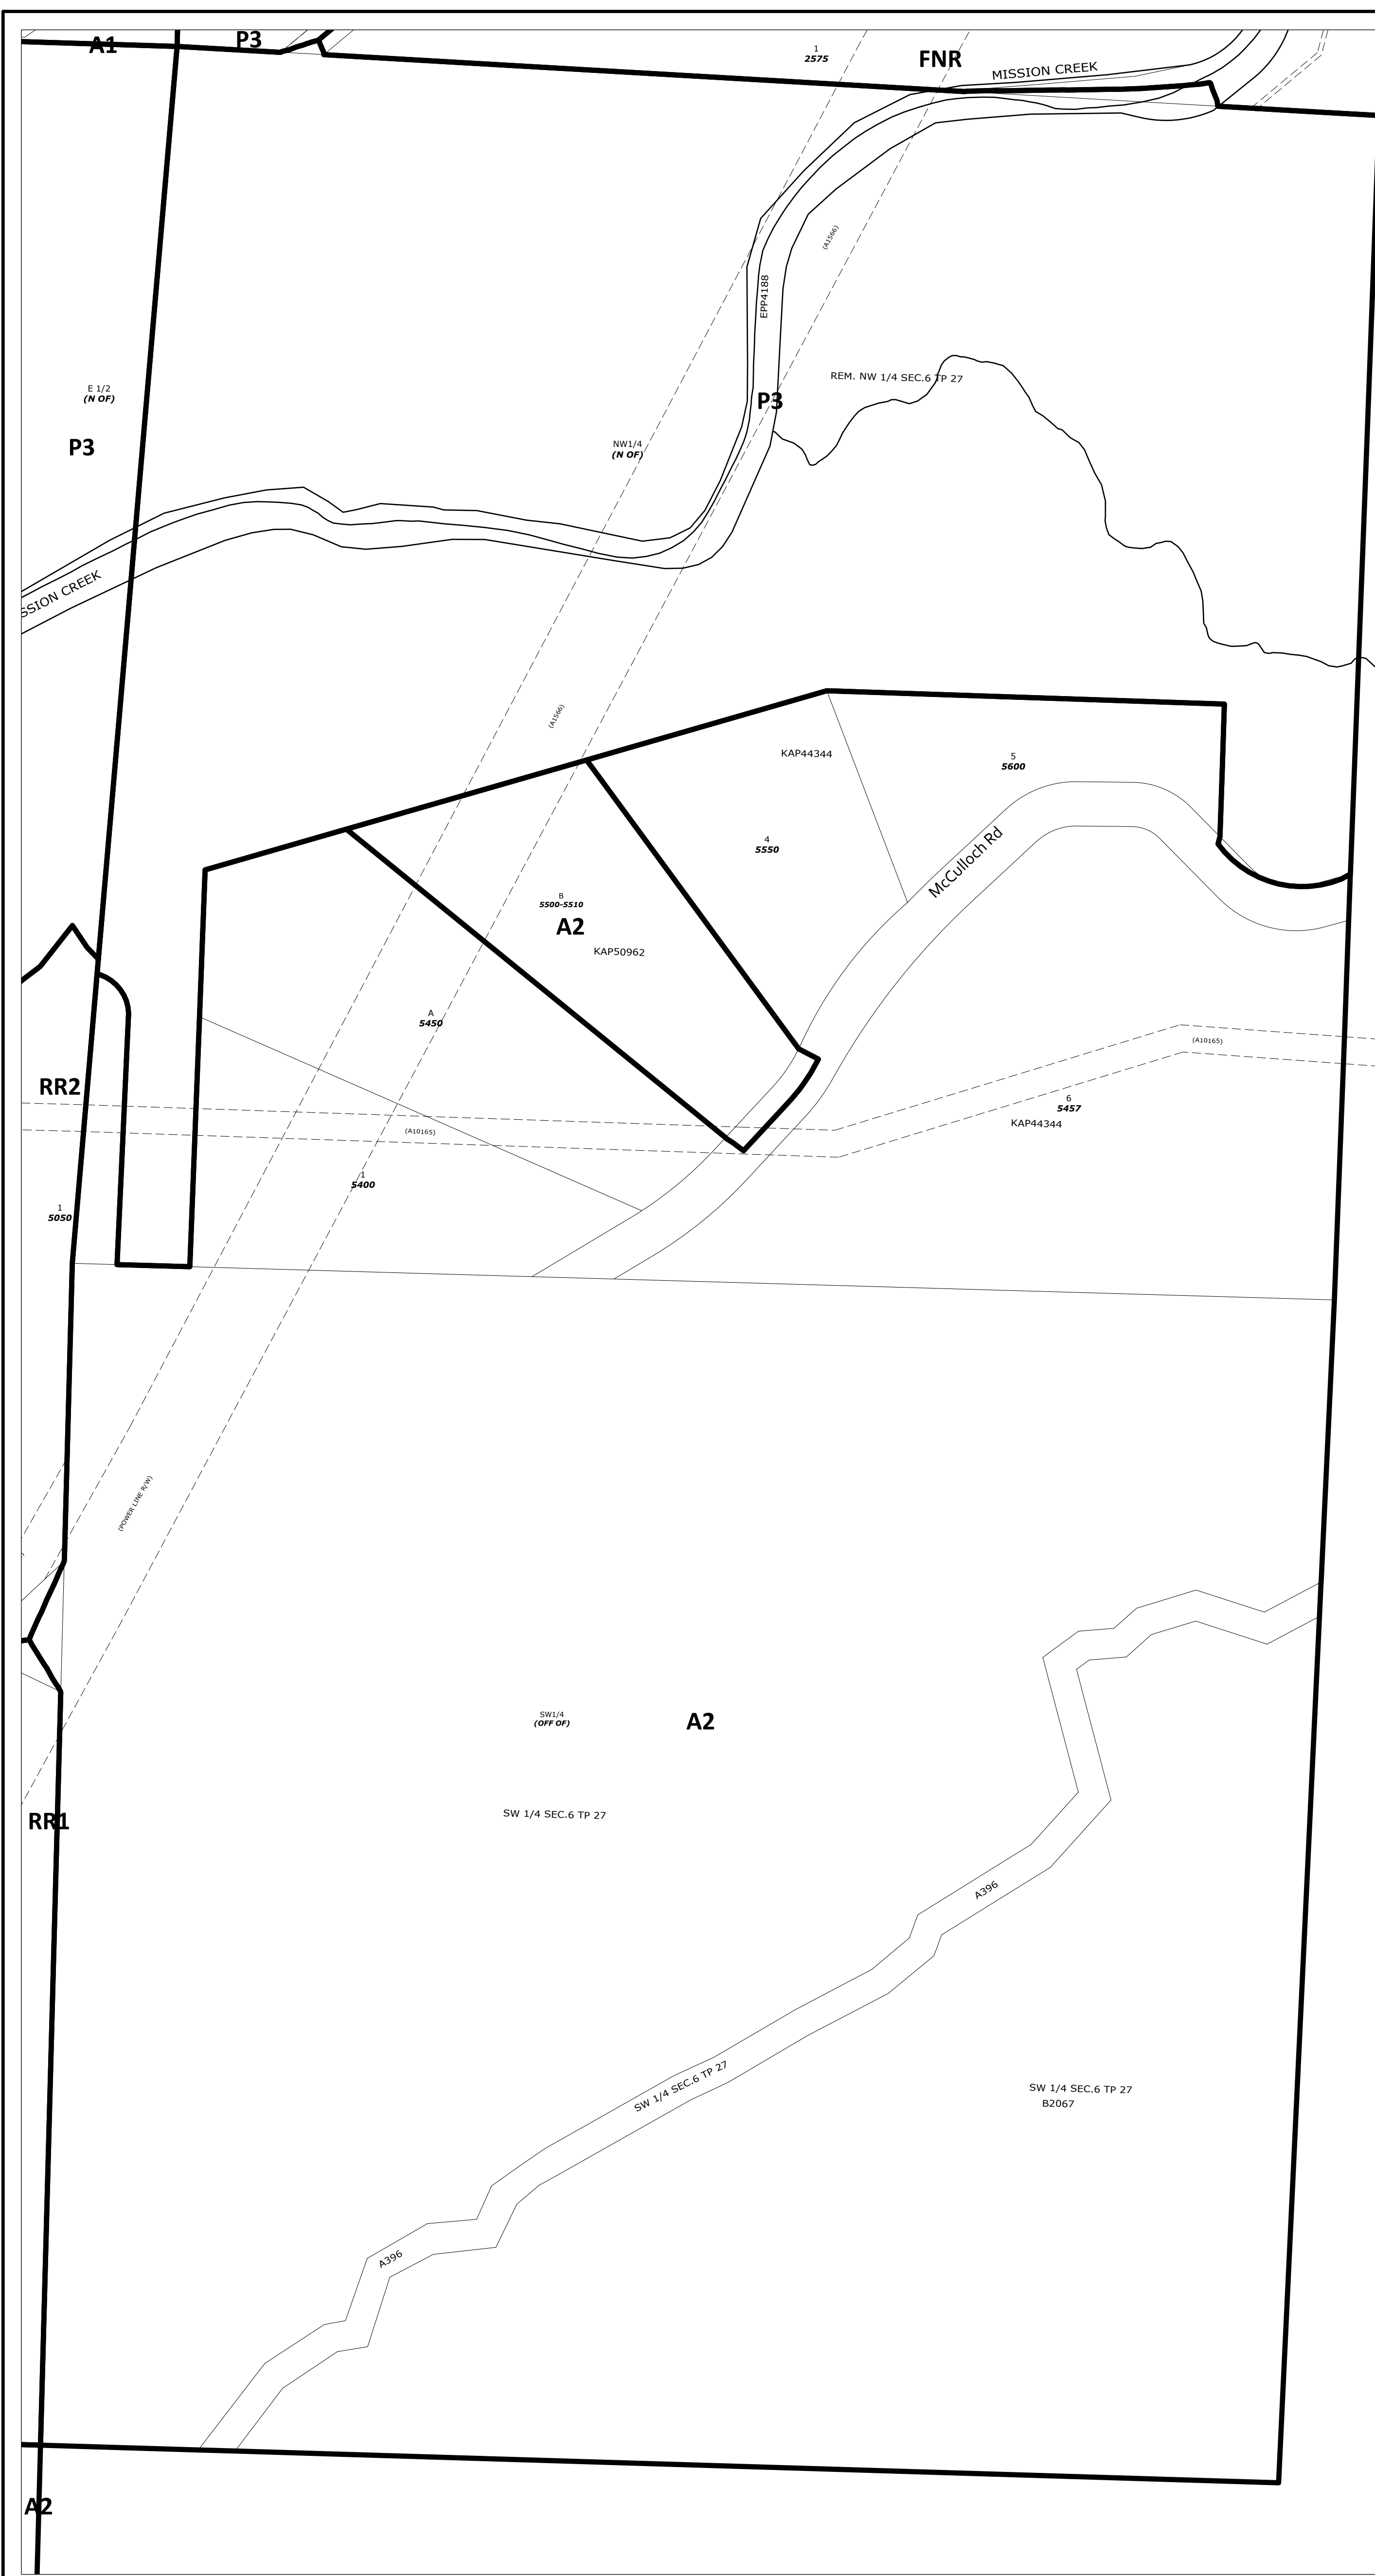 A1
P3
1
2575
FNR
MISSION CREEK
(A1566)
EPP4188
REM. NW 1/4 SEC.6 TP 27
P3
E 1/2
(N OF)
P3
NW1/4
(N OF)
SSION CREEK
(A1566)
KAP44344
5
5600
4
5550
McCulloch Rd
B
5500-5510
A2
KAP50962
A
5450
(A10165)
RR2
6
5457
KAP44344
(A10165)
1
5400
1
5050
(POWER LINE R/W)
SW1/4
(OFF OF)
A2
SW 1/4 SEC.6 TP 27
RR1
A396
SW 1/4 SEC.6 TP 27
SW 1/4 SEC.6 TP 27
B2067
A396
A2